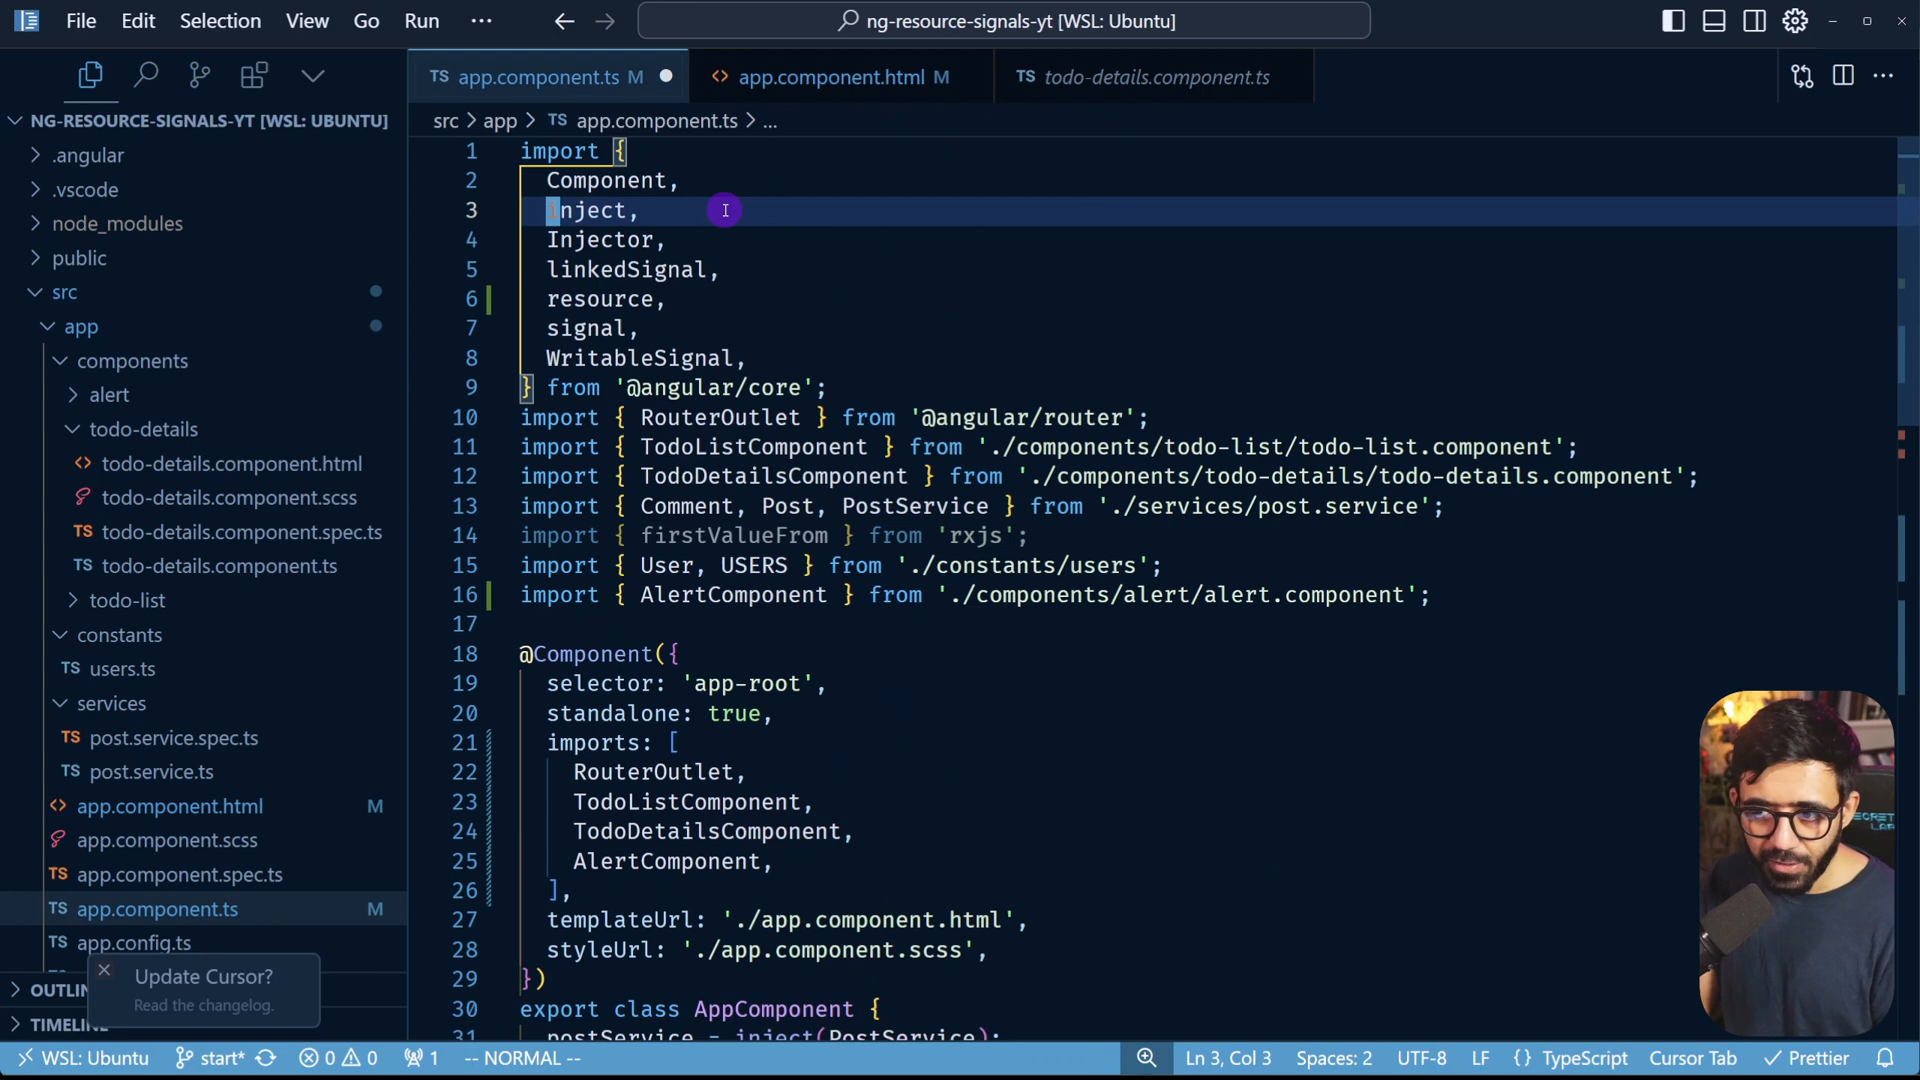 File Edit Selection View Go Run ···
ng-resource-signals-yt [WSL: Ubuntu]
TS app.component.ts M
<> app.component.html M
TS todo-details.component.ts
NG-RESOURCE-SIGNALS-YT [WSL: UBUNTU]
.angular
.vscode
node_modules
public
src
app
components
alert
todo-details
<> todo-details.component.html
todo-details.component.scss
TS todo-details.component.spec.ts
TS todo-details.component.ts
todo-list
constants
TS users.ts
services
TS post.service.spec.ts
TS post.service.ts
<> app.component.html M
app.component.scss
TS app.component.spec.ts
TS app.component.ts M
TS app.config.ts
OUTLIN
TIMELINE
Update Cursor?
Read the changelog.
src > app > TS app.component.ts > ...
1 import {
2 Component,
3 inject,
4 Injector,
5 linkedSignal,
6 resource,
7 signal,
8 WritableSignal,
9 } from '@angular/core';
10 import { RouterOutlet } from '@angular/router';
11 import { TodoListComponent } from './components/todo-list/todo-list.component';
12 import { TodoDetailsComponent } from './components/todo-details/todo-details.component';
13 import { Comment, Post, PostService } from './services/post.service';
14 import { firstValueFrom } from 'rxjs';
15 import { User, USERS } from './constants/users';
16 import { AlertComponent } from './components/alert/alert.component';
17
18 @Component({
19 selector: 'app-root',
20 standalone: true,
21 imports: [
22 RouterOutlet,
23 TodoListComponent,
24 TodoDetailsComponent,
25 AlertComponent,
26 ],
27 templateUrl: './app.component.html',
28 styleUrl: './app.component.scss',
29 })
30 export class AppComponent {
31 postService = inject(PostService);
WSL: Ubuntu start* 0 0 1 -- NORMAL -- Ln 3, Col 3 Spaces: 2 UTF-8 LF {} TypeScript Cursor Tab Prettier